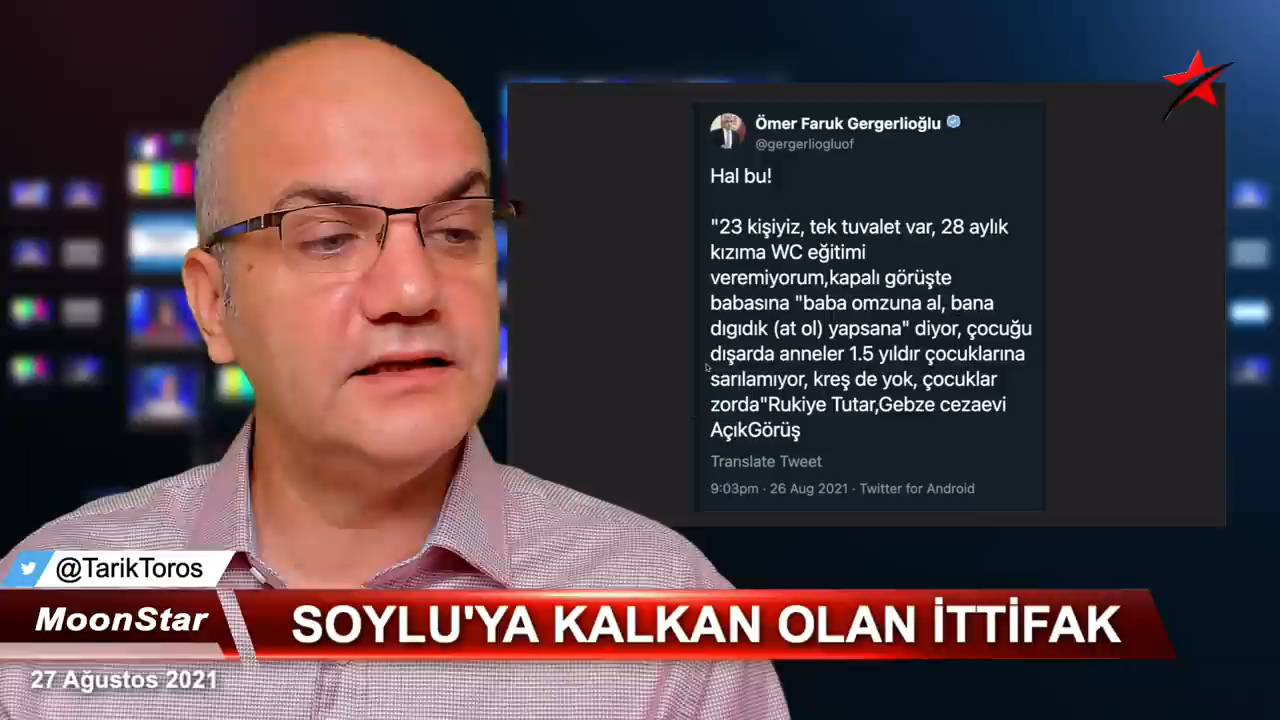 Ömer Faruk Gergerlioğlu
@gergerliogluof
Hal bu!
"23 kişiyiz, tek tuvalet var, 28 aylık
kızıma WC eğitimi
veremiyorum,kapalı görüşte
babasına "baba omzuna al, bana
dıgıdık (at ol) yapsana" diyor, çocuğu
dışarda anneler 1.5 yıldır çocuklarına
sarılamıyor, kreş de yok, çocuklar
zorda"Rukiye Tutar,Gebze cezaevi
AçıkGörüş
Translate Tweet
9:03pm · 26 Aug 2021 · Twitter for Android
@TarikToros
MoonStar
SOYLU'YA KALKAN OLAN İTTİFAK
27 Ağustos 2021